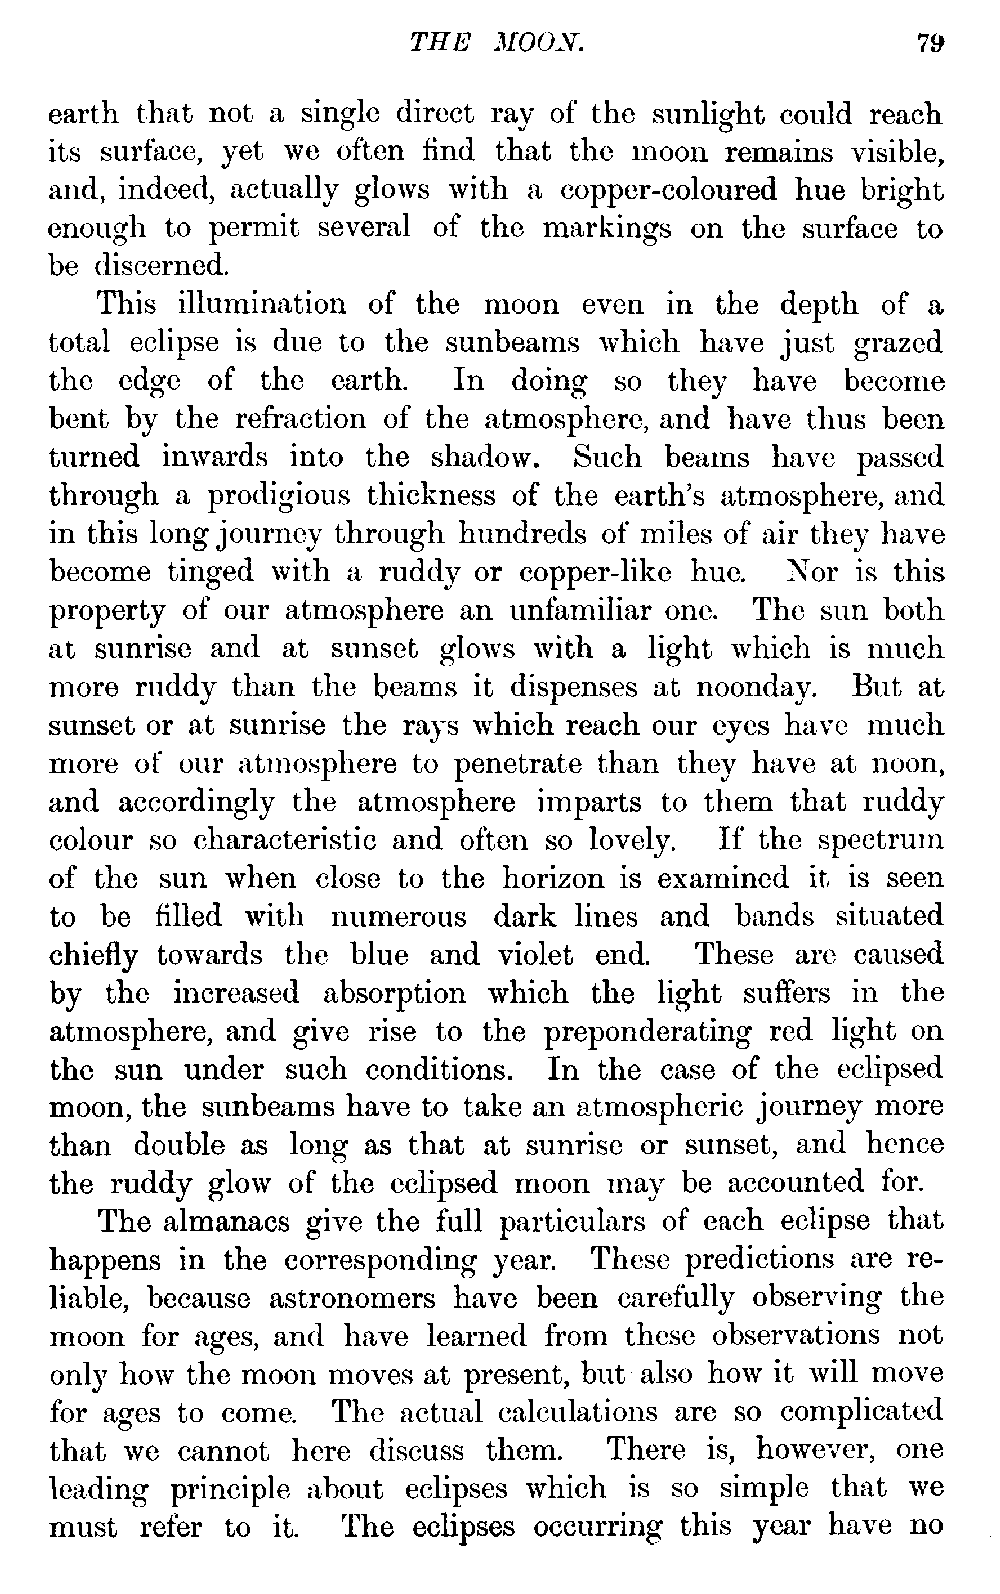 THE MOON. 79
earth that not a single direct ray of the sunlight could reach
its surface, yet we often find that the moon remains visible,
and, indeed, actually glows with a copper-coloured hue bright
enough to permit several of the markings on the surface to
be discerned.
This illumination of the moon even in the depth of a
total eclipse is due to the sunbeams which have just grazed
the edge of the earth. In doing so they have become
bent by the refraction of the atmosphere, and have thus been
turned inwards into the shadow. Such beams have passed
through a prodigious thickness of the earth's atmosphere, and
in this long journey through hundreds of miles of air they have
become tinged with a ruddy or copper-like hue. Nor is this
property of our atmosphere an unfamiliar one. The sun both
at sunrise and at sunset glows with a light which is much
more ruddy than the beams it dispenses at noonday. But at
sunset or at sunrise the rays which reach our eyes have much
more of our atmosphere to penetrate than they have at noon,
and accordingly the atmosphere imparts to them that ruddy
colour so characteristic and often so lovely. If the spectrum
of the sun when close to the horizon is examined it is seen
to be filled with numerous dark lines and bands situated
chiefly towards the blue and violet end. These are caused
by the increased absorption which the light suffers in the
atmosphere, and give rise to the preponderating red light on
the sun under such conditions. In the case of the eclipsed
moon, the sunbeams have to take an atmospheric journey more
than double as long as that at sunrise or sunset, and hence
the ruddy glow of the eclipsed moon may be accounted for.
The almanacs give the full particulars of each eclipse that
happens in the corresponding year. These predictions are re-
liable, because astronomers have been carefully observing the
moon for ages, and have learned from these observations not
only how the moon moves at present, but also how it will move
for ages to come. The actual calculations are so complicated
that we cannot here discuss them. There is, however, one
leading principle about eclipses which is so simple that we
must refer to it. The eclipses occurring this year have no